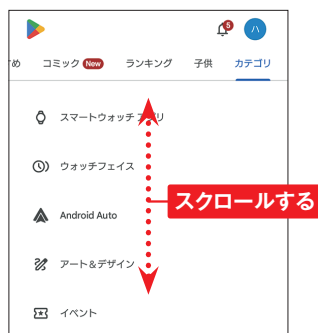 5
ハ
め コミック New ランキング 子供 カテゴリ
スマートウォッチアプリ
ウォッチフェイス
スクロールする
Android Auto
アート＆デザイン
イベント